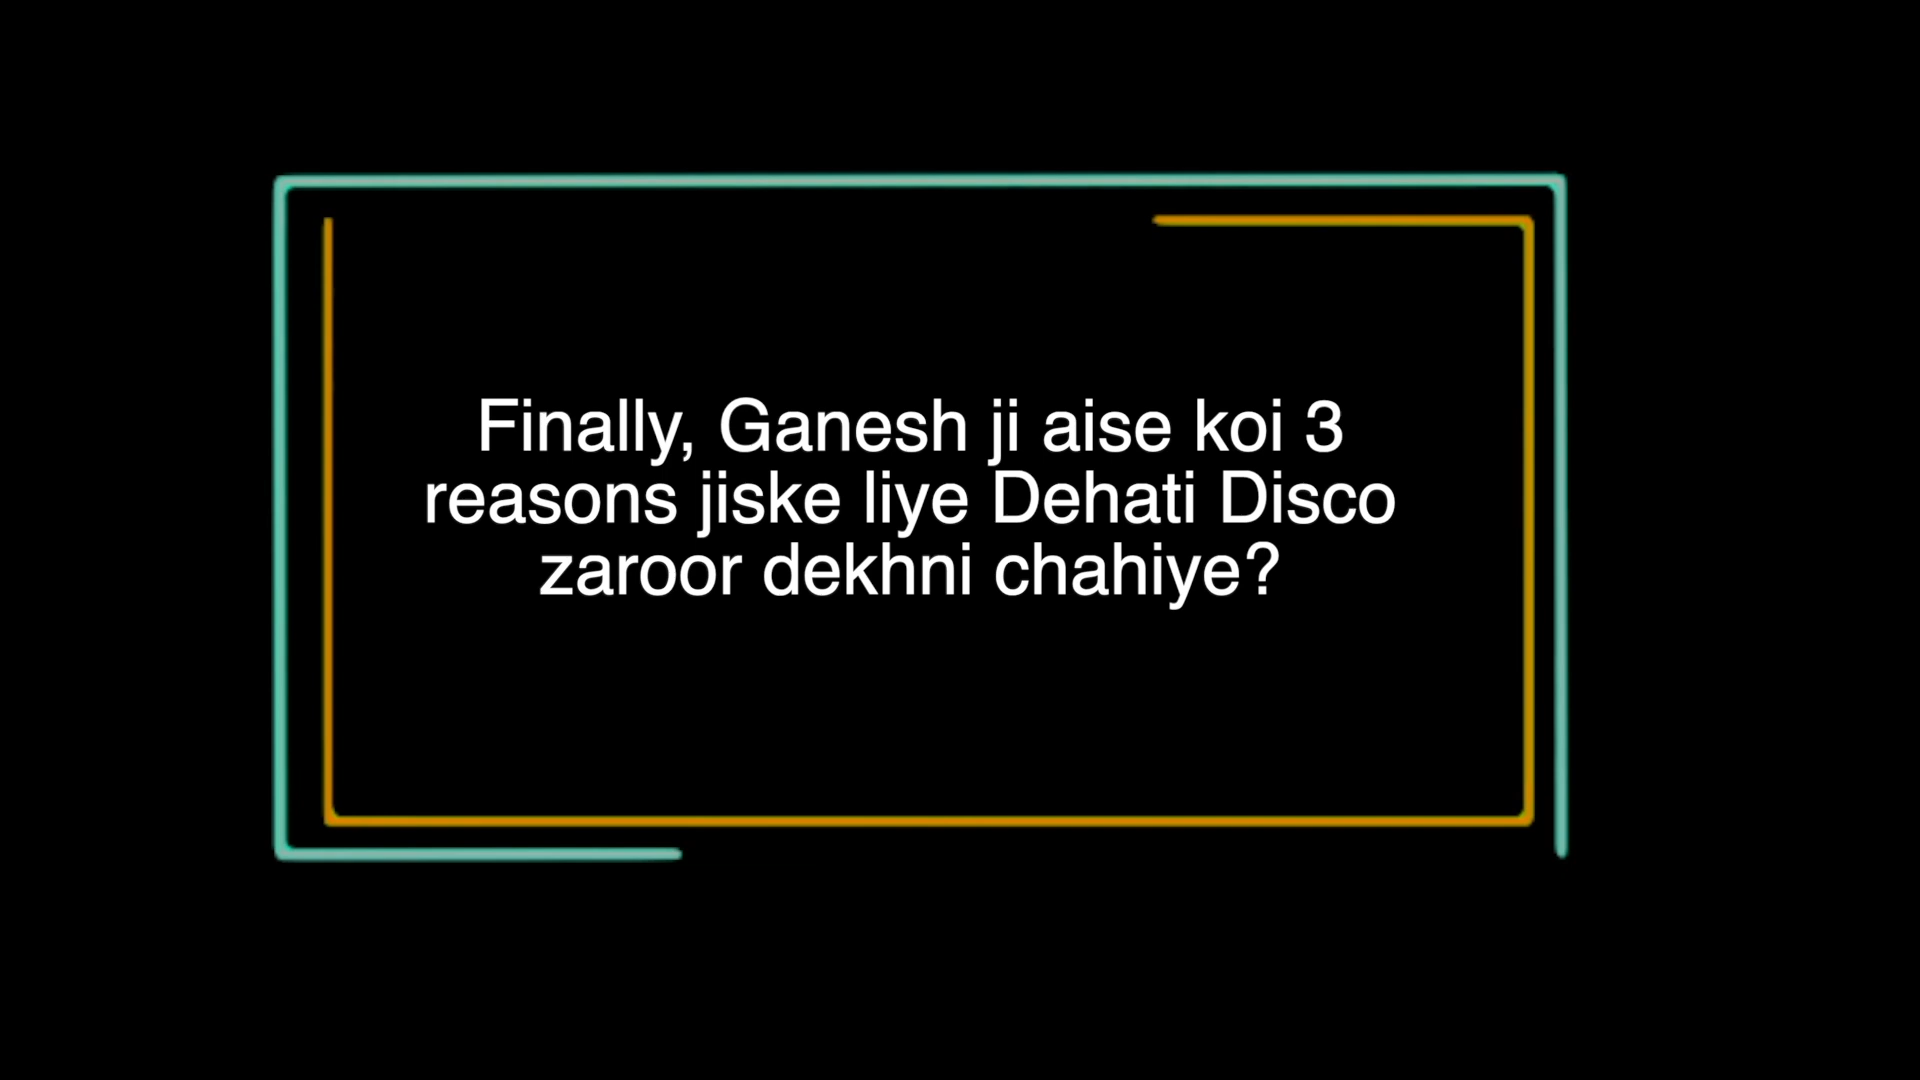 Finally, Ganesh ji aise koi 3
reasons jiske liye Dehati Disco
zaroor dekhni chahiye?